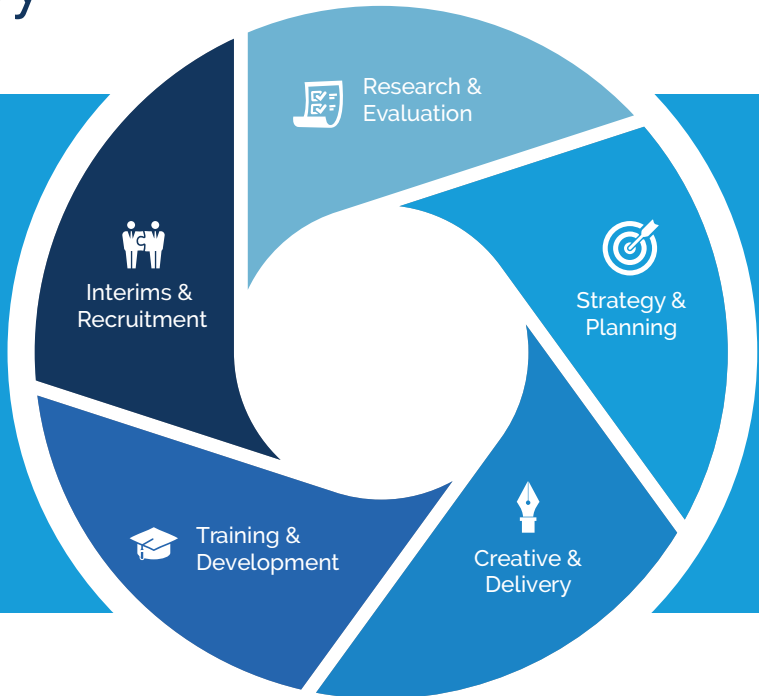 y
Research &
Evaluation
Strategy &
Planning
Creative &
Delivery
Training &
Development
Interims &
Recruitment